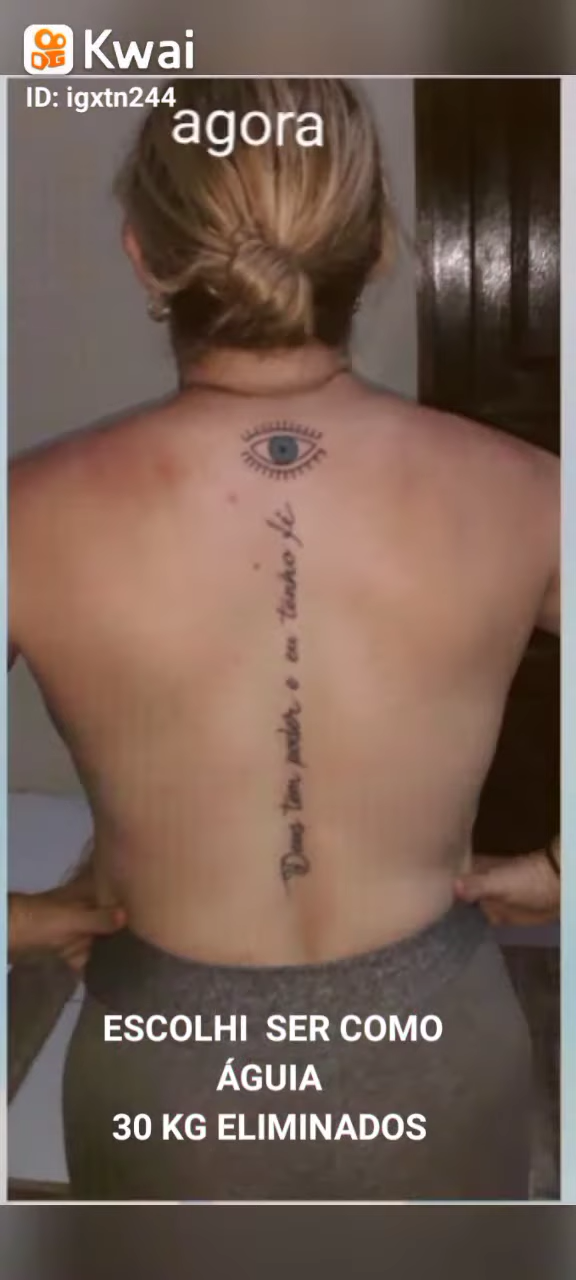 Kwai
ID: igxtn244
agora
Deus tem poder e eu tenho fé
ESCOLHI SER COMO
ÁGUIA
30 KG ELIMINADOS